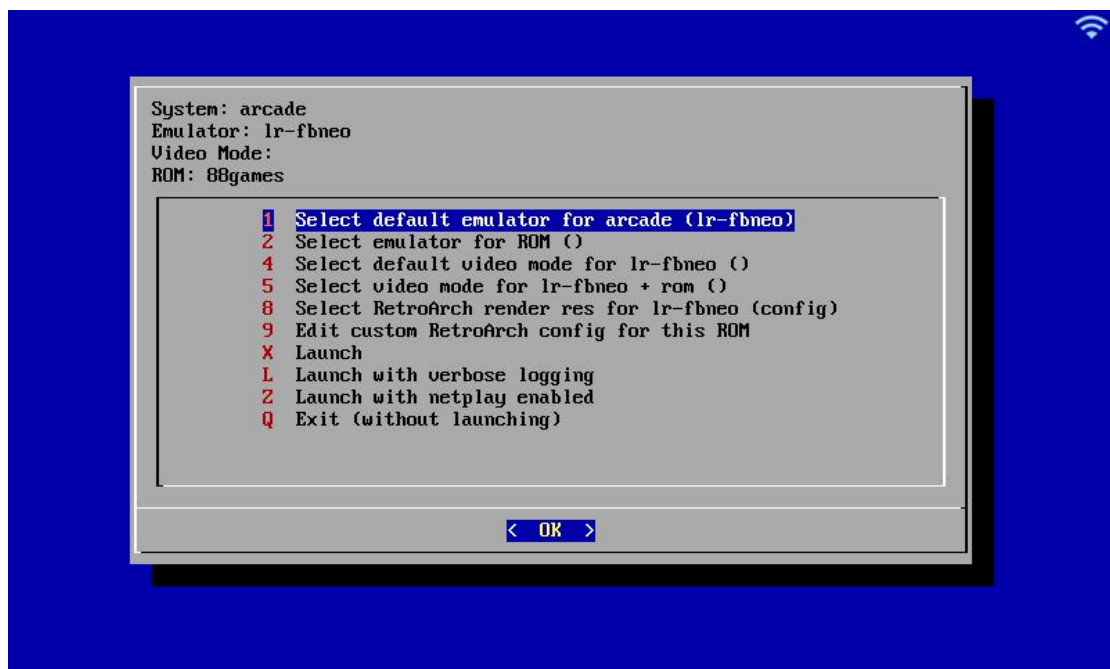 System: arcade
Emulator: lr-fbneo
Video Mode:
ROM: 88games
1 Select default emulator for arcade (lr-fbneo)
2 Select emulator for ROM ()
4 Select default video mode for lr-fbneo ()
5 Select video mode for lr-fbneo + rom ()
8 Select RetroArch render res for lr-fbneo (config)
9 Edit custom RetroArch config for this ROM
X Launch
L Launch with verbose logging
Z Launch with netplay enabled
Q Exit (without launching)
< OK >